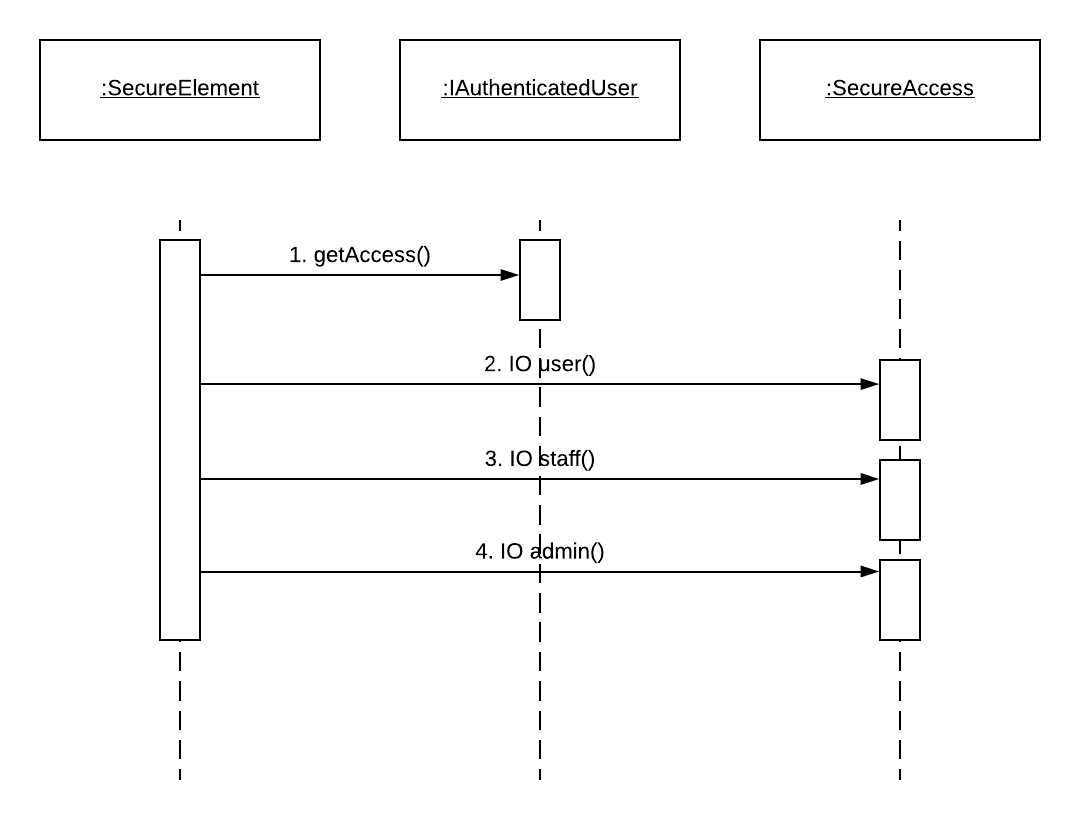 :SecureElement
:IAuthenticatedUser
:SecureAccess
1. getAccess()
2. IO user()
3. IO staff()
4. IO admin()